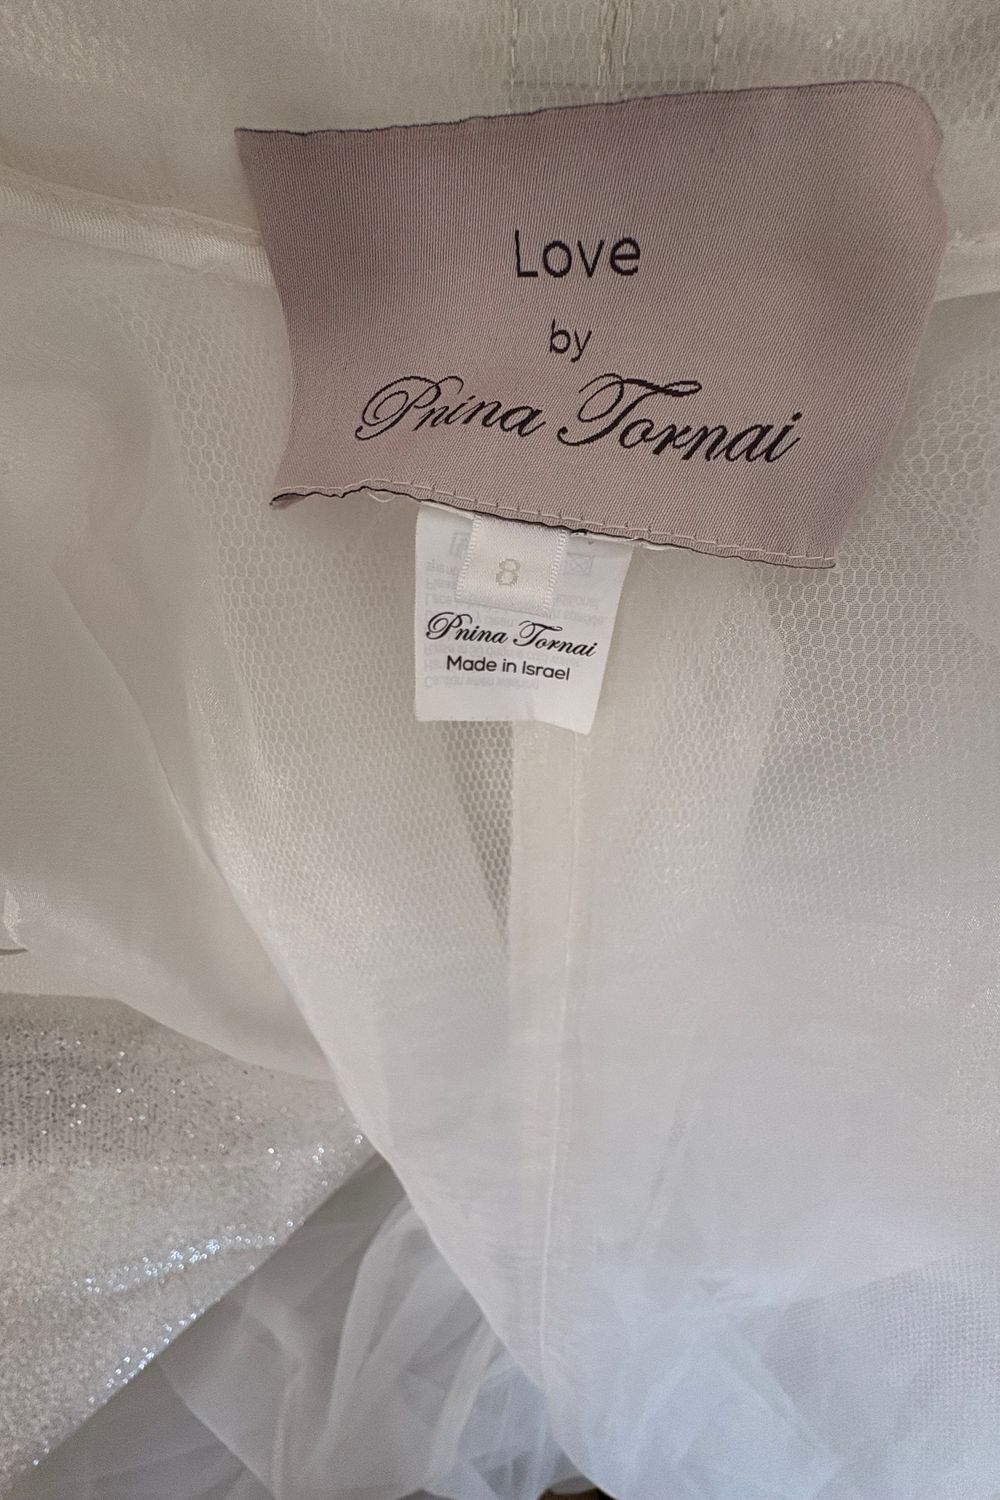 Love
by
Pnina Tornai
8
Pnina Tornai
Made in Israel